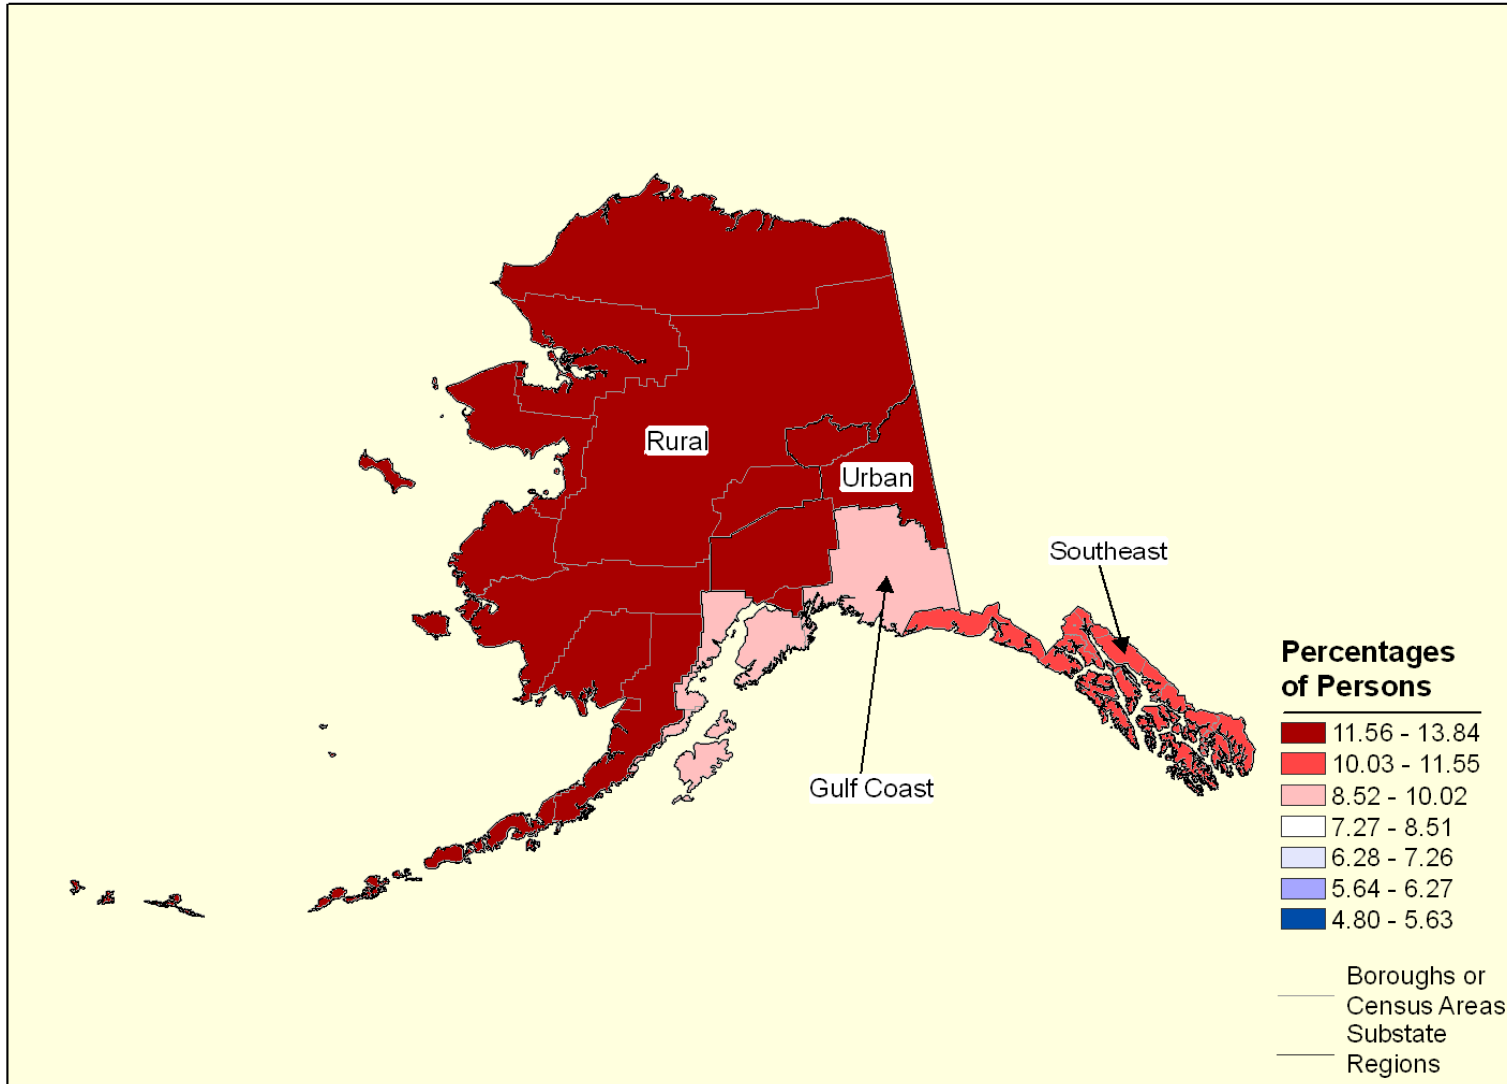 Rural
Urban
Southeast
Gulf Coast
Percentages
of Persons
11.56 - 13.84
10.03 - 11.55
8.52 - 10.02
7.27 - 8.51
6.28 - 7.26
5.64 - 6.27
4.80 - 5.63
Boroughs or
Census Areas
Substate
Regions